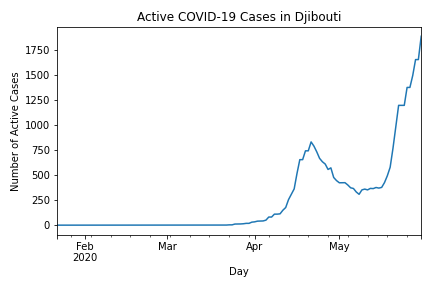 Active COVID-19 Cases in Djibouti
Number of Active Cases
1750
1500
1250
1000
750
500
250
0
Feb
2020
Mar
Apr
May
Day